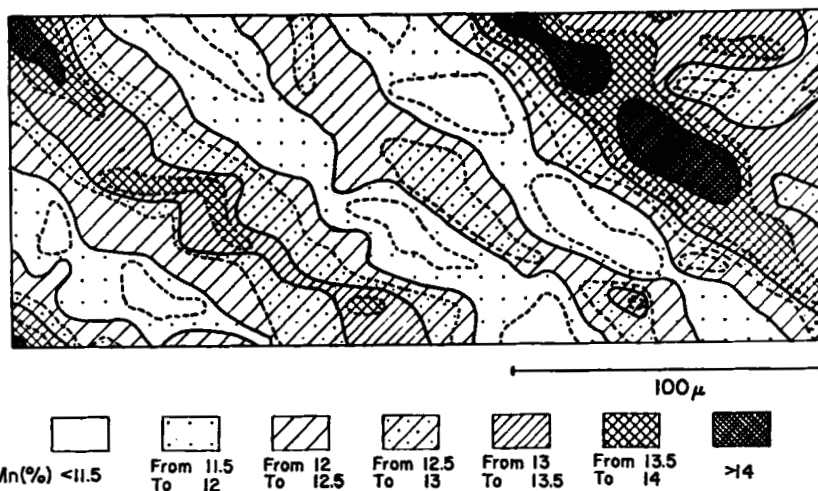 100μ
Mn(%) <11.5
From 11.5
To 12
From 12
To 12.5
From 12.5
To 13
From 13
To 13.5
From 13.5
To 14
>14